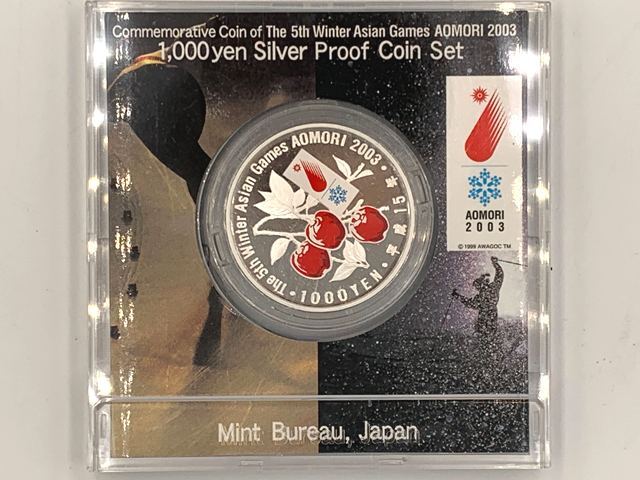 Commemorative Coin of The 5th Winter Asian Games AOMORI 2003
1,000yen Silver Proof Coin Set
The 5th Winter Asian Games AOMORI 2003
平成15年
1000YEN
AOMORI
2003
© 1999 AWAGOC TM
Mint Bureau, Japan